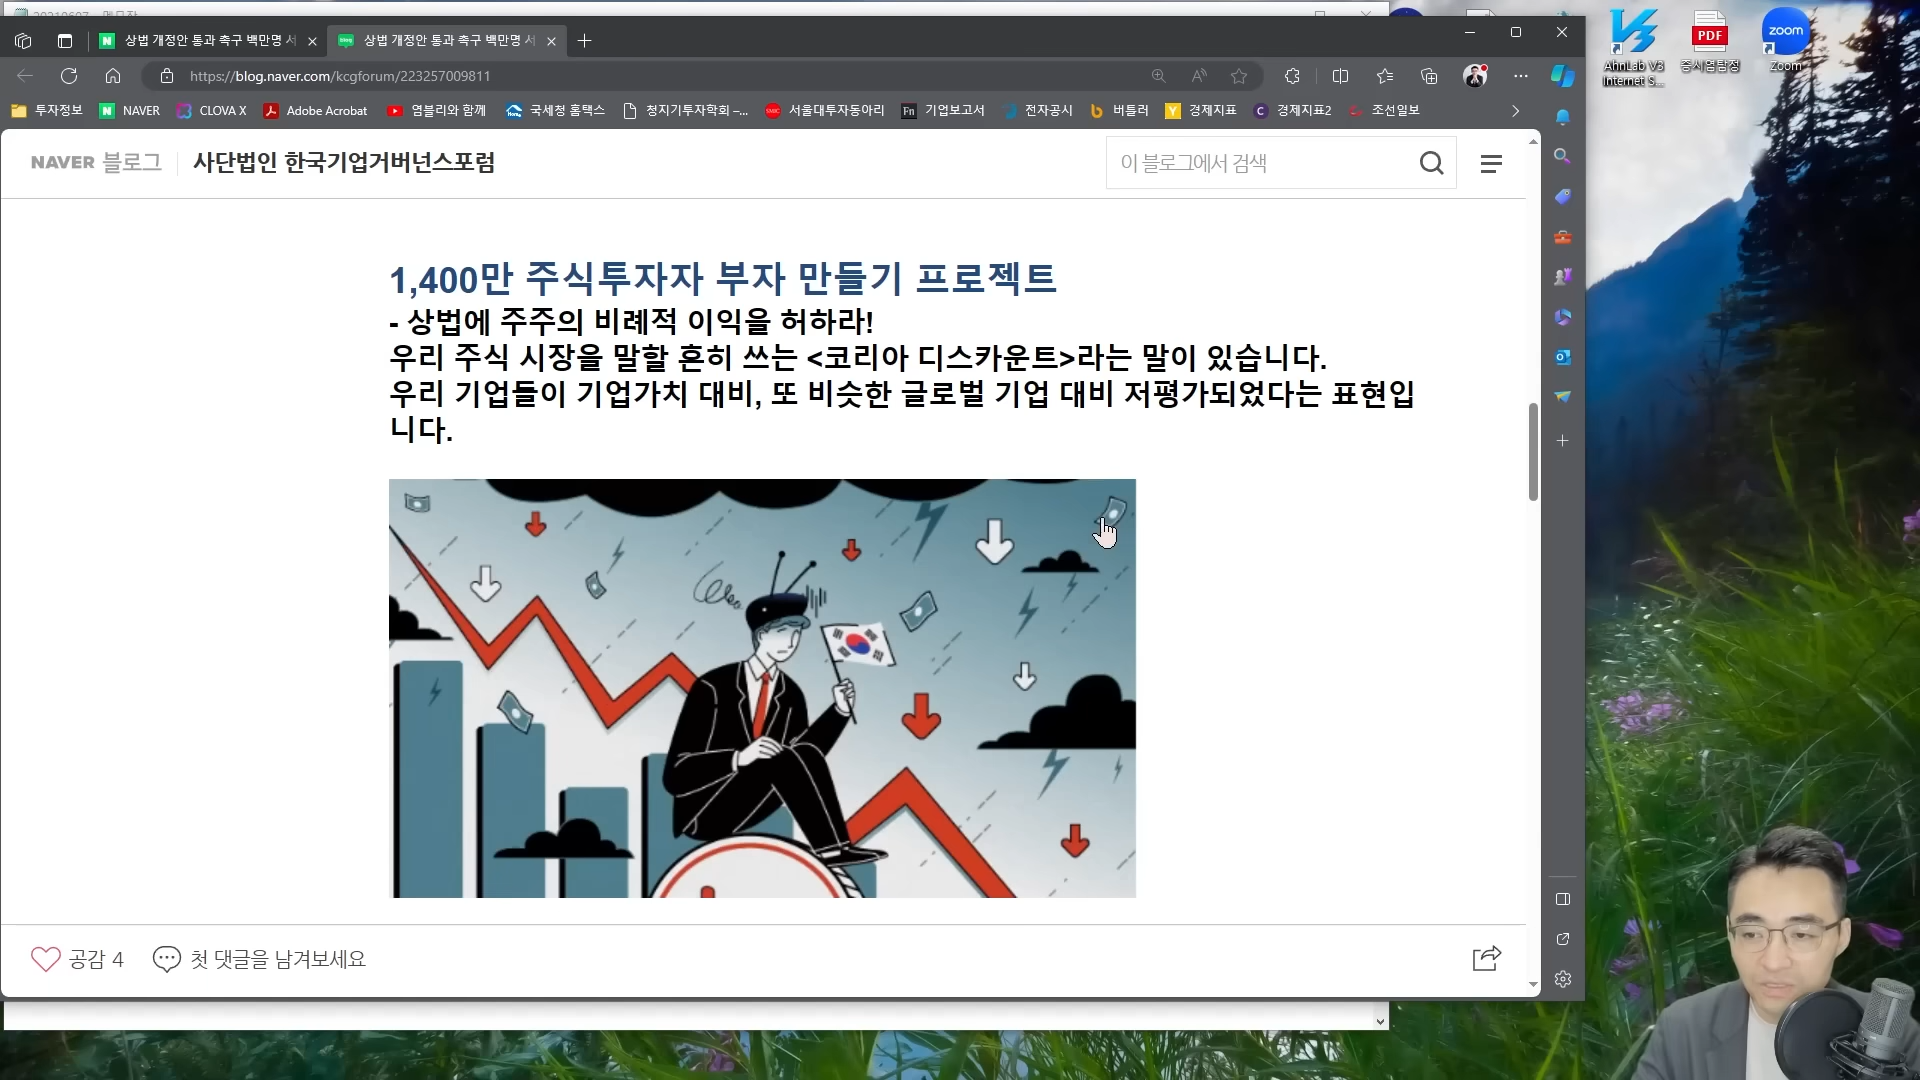 20210607 - 메모장
상법 개정안 통과 촉구 백만명 서
상법 개정안 통과 촉구 백만명 서
https://blog.naver.com/kcgforum/223257009811
투자정보
NAVER
CLOVA X
Adobe Acrobat
염블리와 함께
국세청 홈택스
청지기투자학회 –...
서울대투자동아리
기업보고서
전자공시
버틀러
경제지표
경제지표2
조선일보
AhnLab V3
Internet S...
PDF
증시염탐정
zoom
Zoom
NAVER 블로그
사단법인 한국기업거버넌스포럼
이 블로그에서 검색
1,400만 주식투자자 부자 만들기 프로젝트
- 상법에 주주의 비례적 이익을 허하라!
우리 주식 시장을 말할 흔히 쓰는 <코리아 디스카운트>라는 말이 있습니다.
우리 기업들이 기업가치 대비, 또 비슷한 글로벌 기업 대비 저평가되었다는 표현입
니다.
공감 4
첫 댓글을 남겨보세요